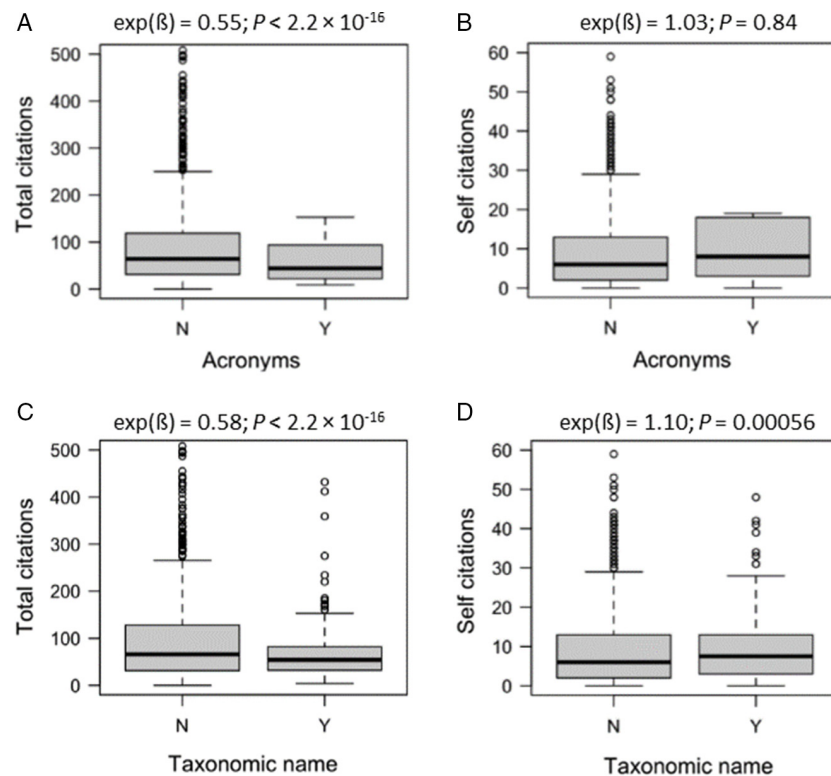 A
exp(ß) = 0.55; P < 2.2 × 10-16
Total citations
500
400
300
200
100
0
N
Y
Acronyms
B
exp(ß) = 1.03; P = 0.84
Self citations
60
50
40
30
20
10
0
N
Y
Acronyms
C
exp(ß) = 0.58; P < 2.2 × 10-16
Total citations
500
400
300
200
100
0
N
Y
Taxonomic name
D
exp(ß) = 1.10; P = 0.00056
Self citations
60
50
40
30
20
10
0
N
Y
Taxonomic name